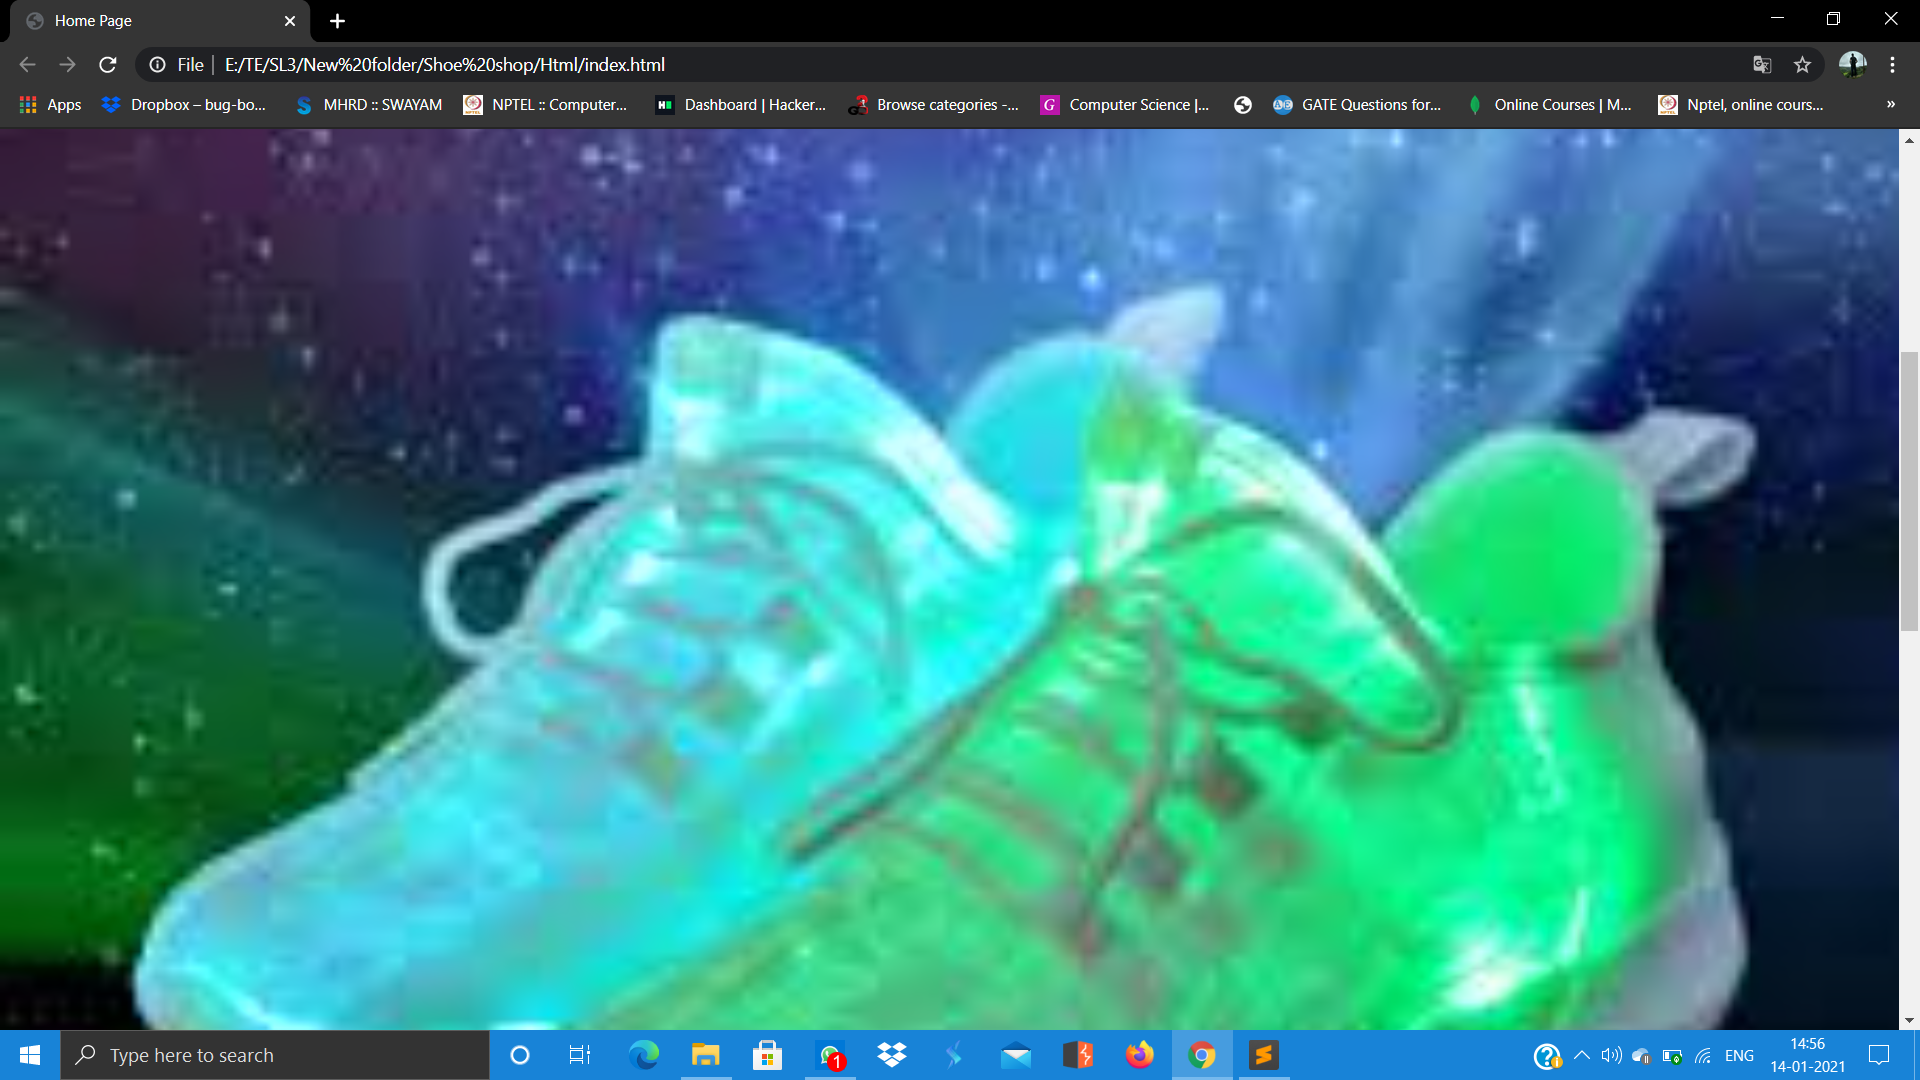 Home Page
File | E:/TE/SL3/New%20folder/Shoe%20shop/Html/index.html
Apps Dropbox – bug-bo... MHRD :: SWAYAM NPTEL :: Computer... Dashboard | Hacker... Browse categories -... Computer Science |... GATE Questions for... Online Courses | M... Nptel, online cours... »
Type here to search
1
ENG
14:56
14-01-2021